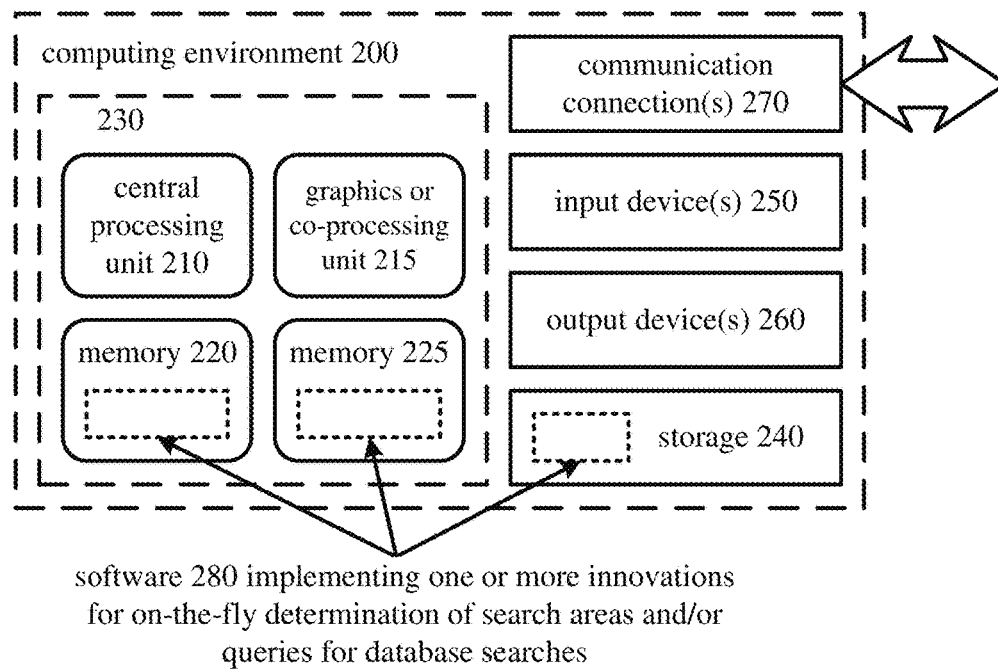 computing environment 200
230
central
processing
unit 210
graphics or
co-processing
unit 215
memory 220
memory 225
communication
connection(s) 270
input device(s) 250
output device(s) 260
storage 240
software 280 implementing one or more innovations
for on-the-fly determination of search areas and/or
queries for database searches